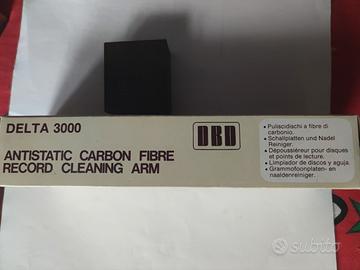 DELTA 3000
ANTISTATIC CARBON FIBRE
RECORD CLEANING ARM
DBD
• Puliscidischi a fibre di
carbonio.
• Schallplatten und Nadel
Reiniger.
• Dépoussiéreur pour disques
et points de lecture.
• Limpiador de discos y aguja.
• Grammofoonplaten- en
naaldenreiniger.
subito